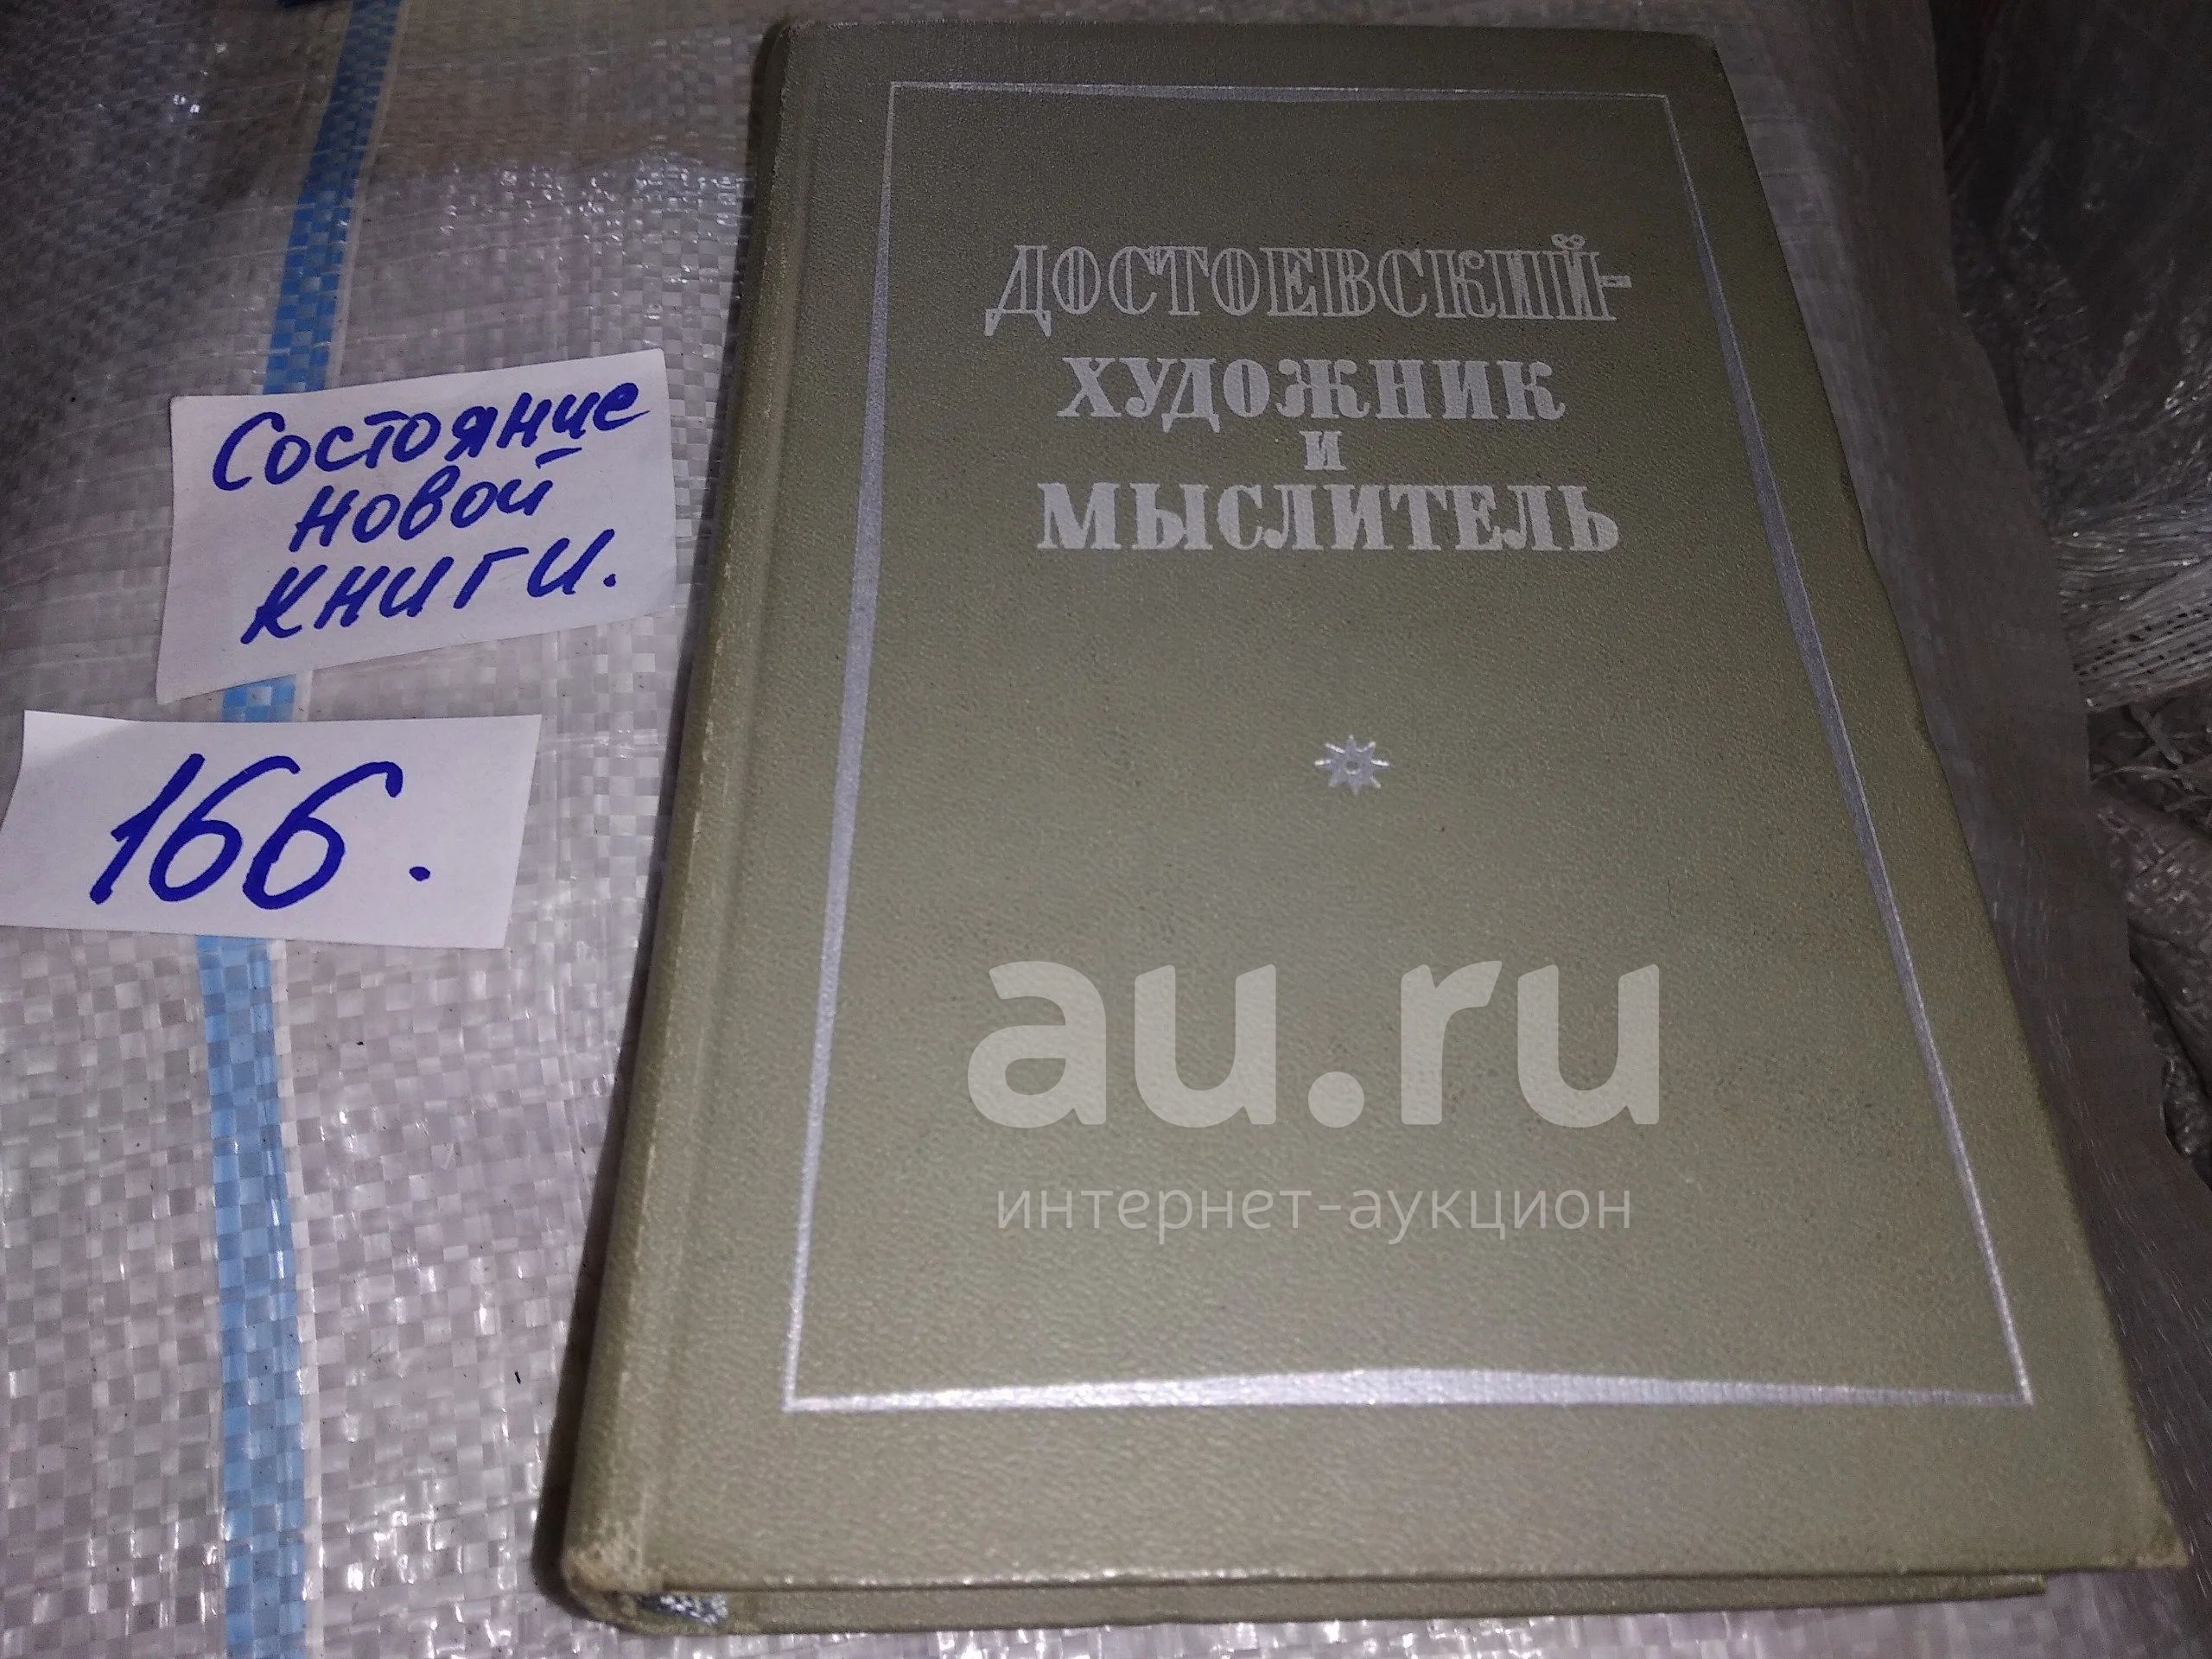 Состояние
новой
книги.
166.
ДОСТОЕВСКИЙ-
ХУДОЖНИК
И
МЫСЛИТЕЛЬ
au.ru
интернет-аукцион